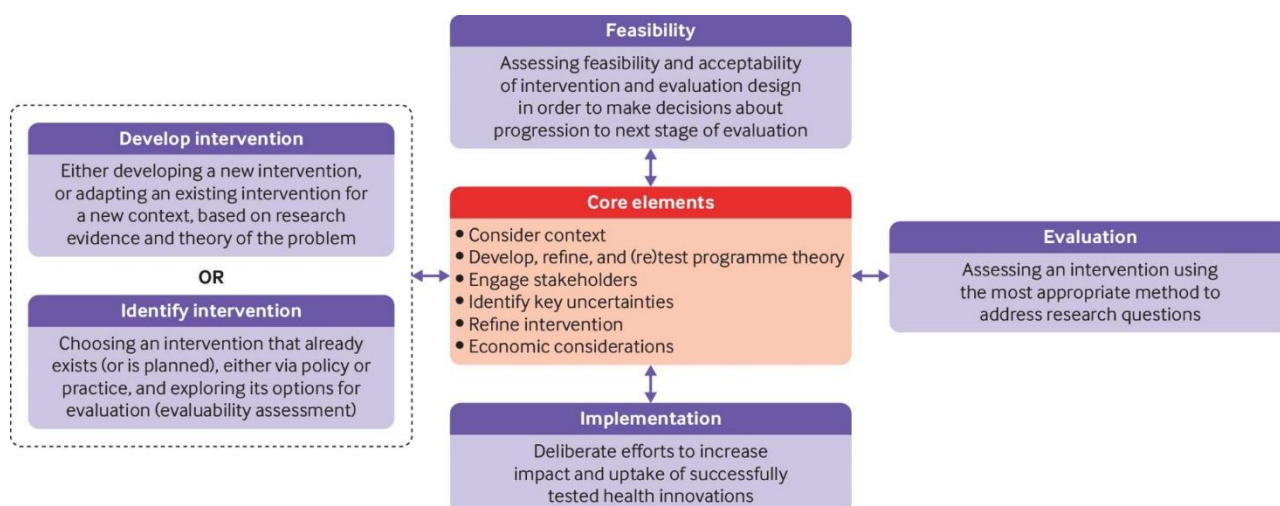 Feasibility
Assessing feasibility and acceptability
of intervention and evaluation design
in order to make decisions about
progression to next stage of evaluation
Develop intervention
Either developing a new intervention,
or adapting an existing intervention for
a new context, based on research
evidence and theory of the problem
OR
Identify intervention
Choosing an intervention that already
exists (or is planned), either via policy or
practice, and exploring its options for
evaluation (evaluability assessment)
Core elements
• Consider context
• Develop, refine, and (re)test programme theory
• Engage stakeholders
• Identify key uncertainties
• Refine intervention
• Economic considerations
Evaluation
Assessing an intervention using
the most appropriate method to
address research questions
Implementation
Deliberate efforts to increase
impact and uptake of successfully
tested health innovations